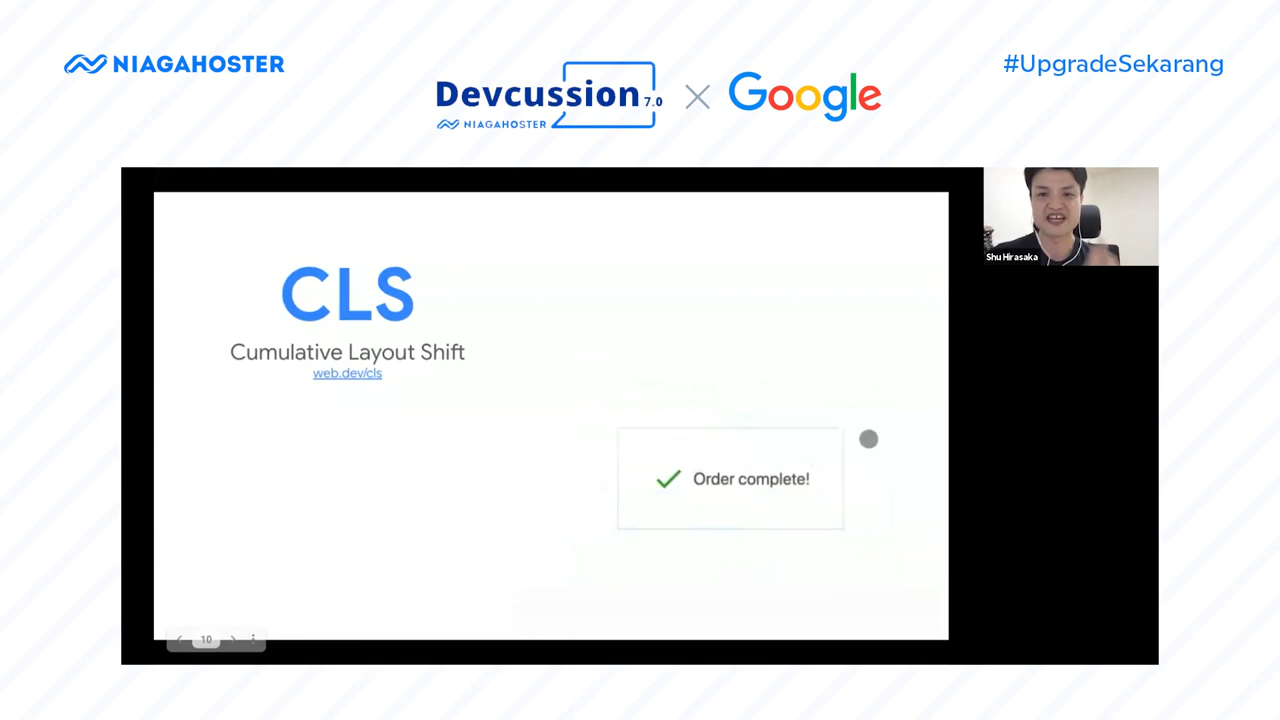 NIAGAHOSTER
#UpgradeSekarang
Devcussion 7.0
NIAGAHOSTER
Google
CLS
Cumulative Layout Shift
web.dev/cls
Order complete!
Shu Hirasaka
10